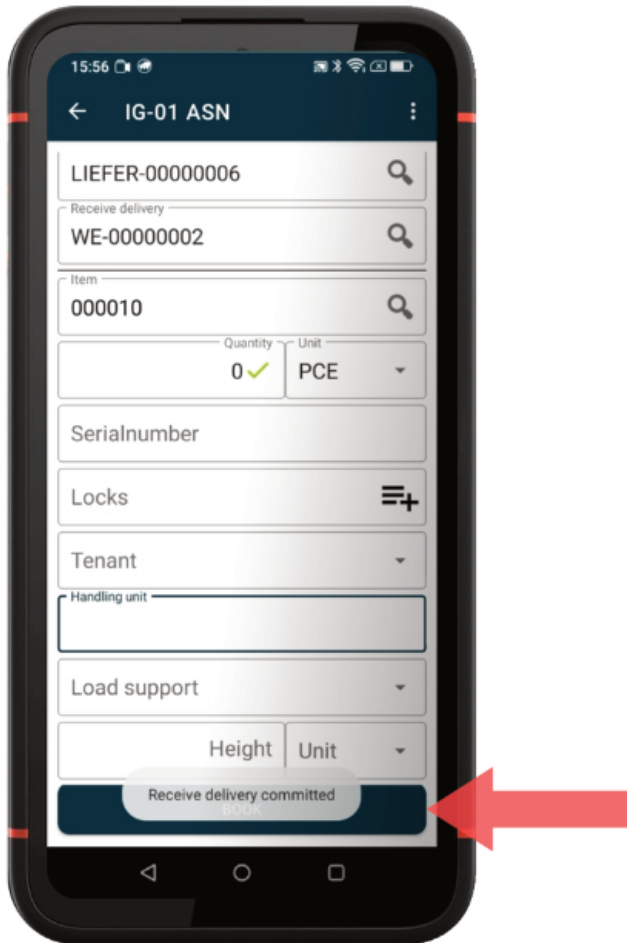 15:56
IG-01 ASN
LIEFER-00000006
Receive delivery
WE-00000002
Item
000010
Quantity
Unit
0
PCE
Serialnumber
Locks
Tenant
Handling unit
Load support
Height
Unit
Receive delivery committed
BOOK